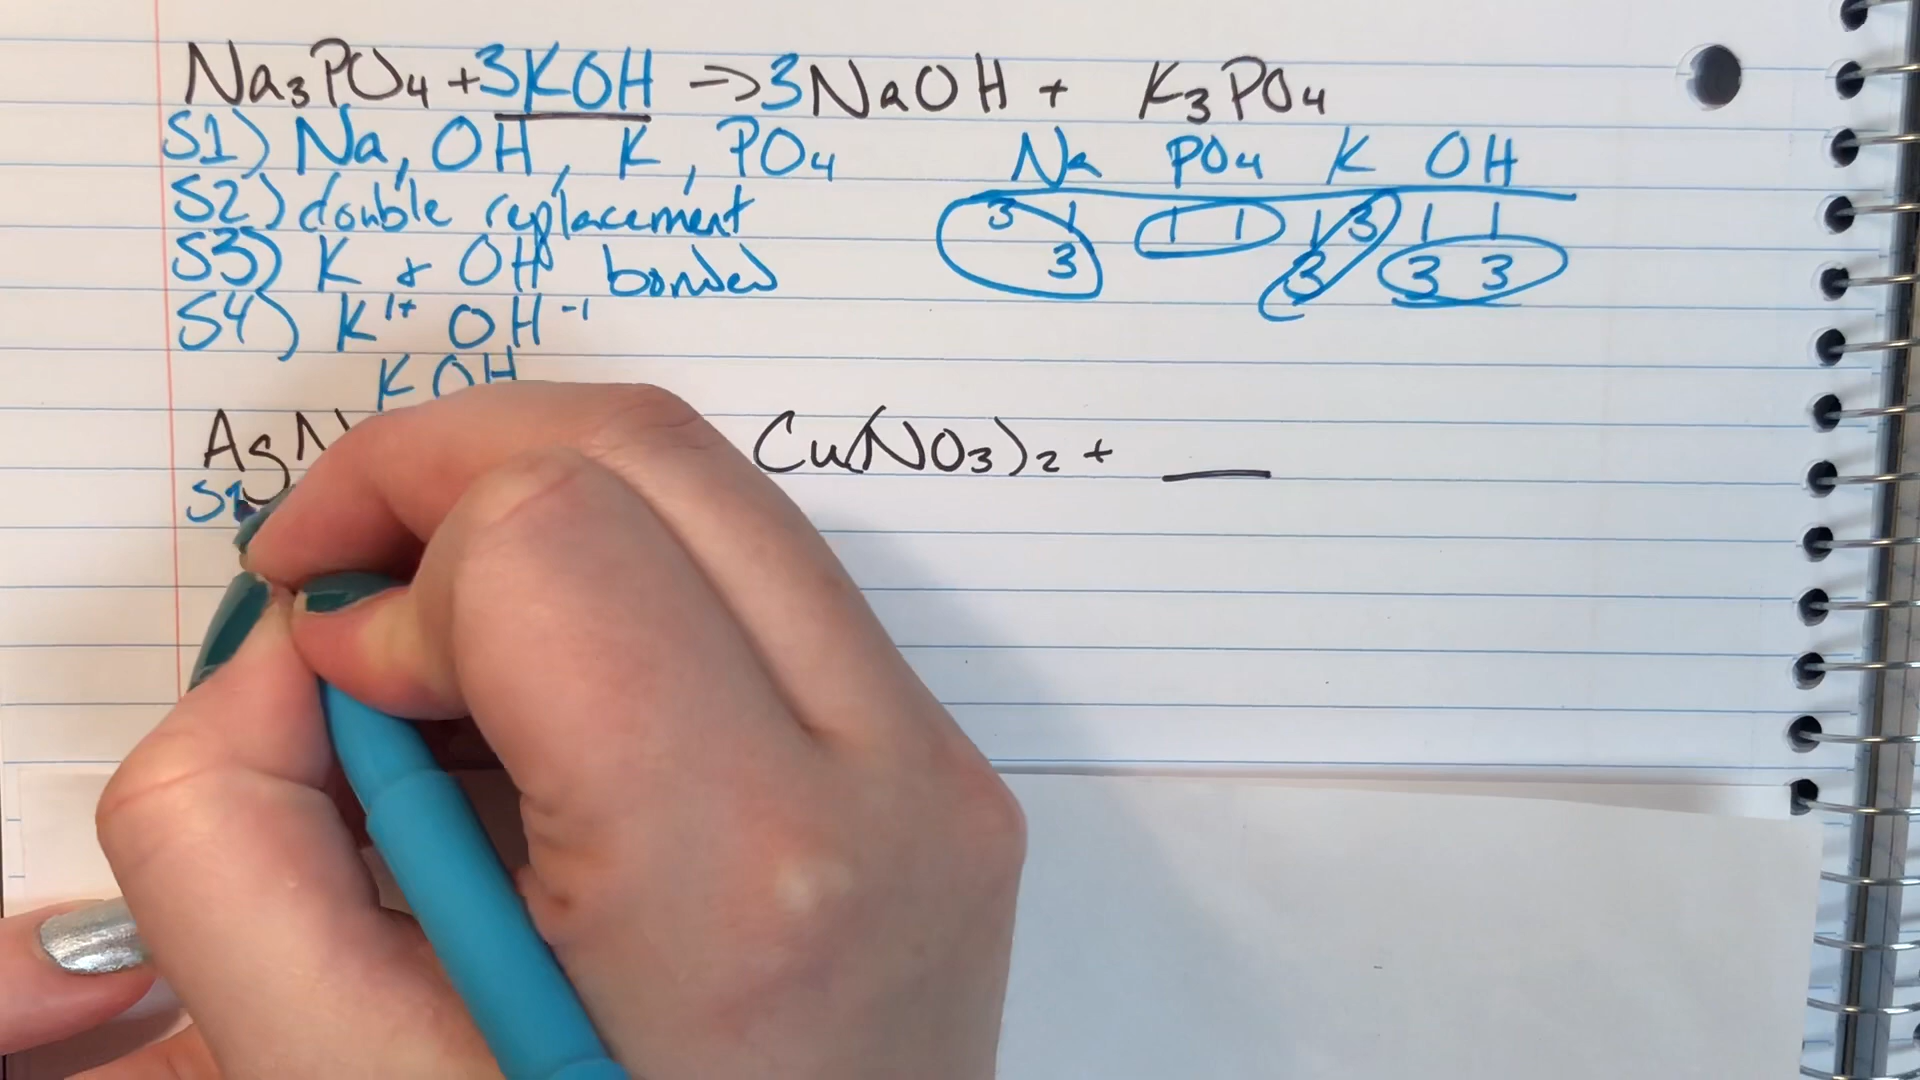 Na₃PO₄ + 3KOH → 3NaOH + K₃PO₄
S1) Na, OH, K, PO₄
Na PO₄ K OH
S2) double replacement
3 1 1 1 1 3 1 1
S3) K & OH bonded
3 3 3 3
S4) K¹⁺ OH⁻¹
KOH
AgN Cu(NO₃)₂ + ___
S1